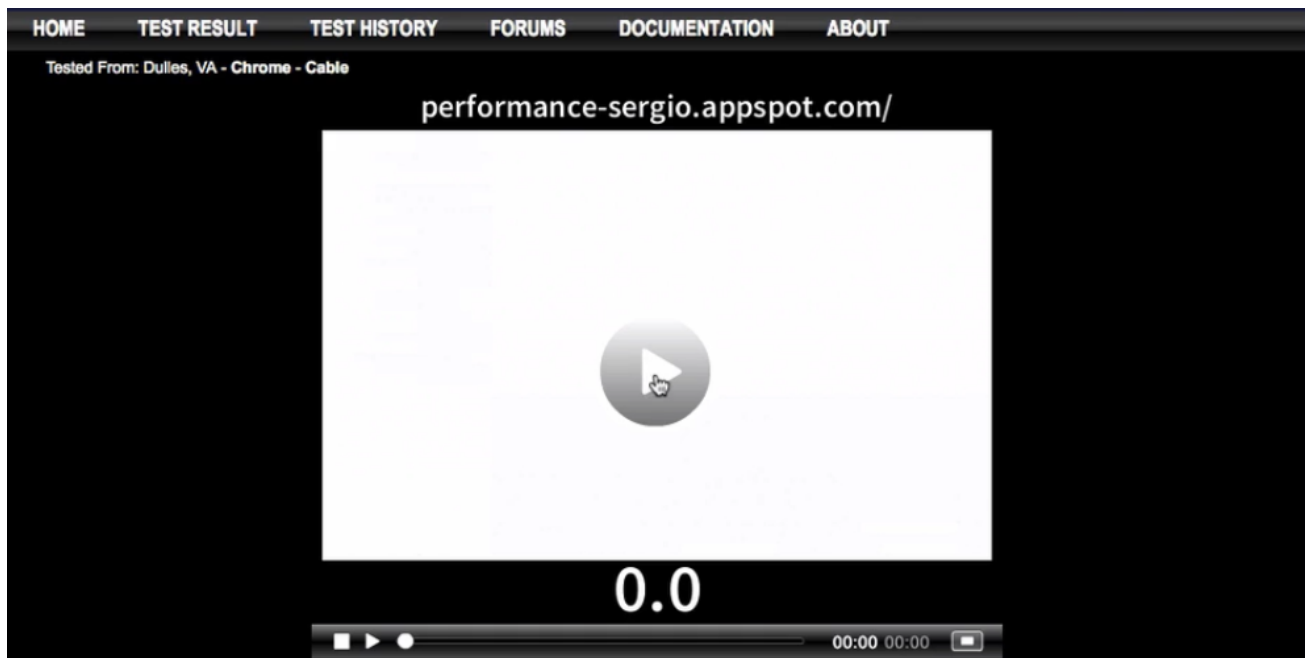 HOME TEST RESULT TEST HISTORY FORUMS DOCUMENTATION ABOUT
Tested From: Dulles, VA - Chrome - Cable
performance-sergio.appspot.com/
0.0
00:00 00:00